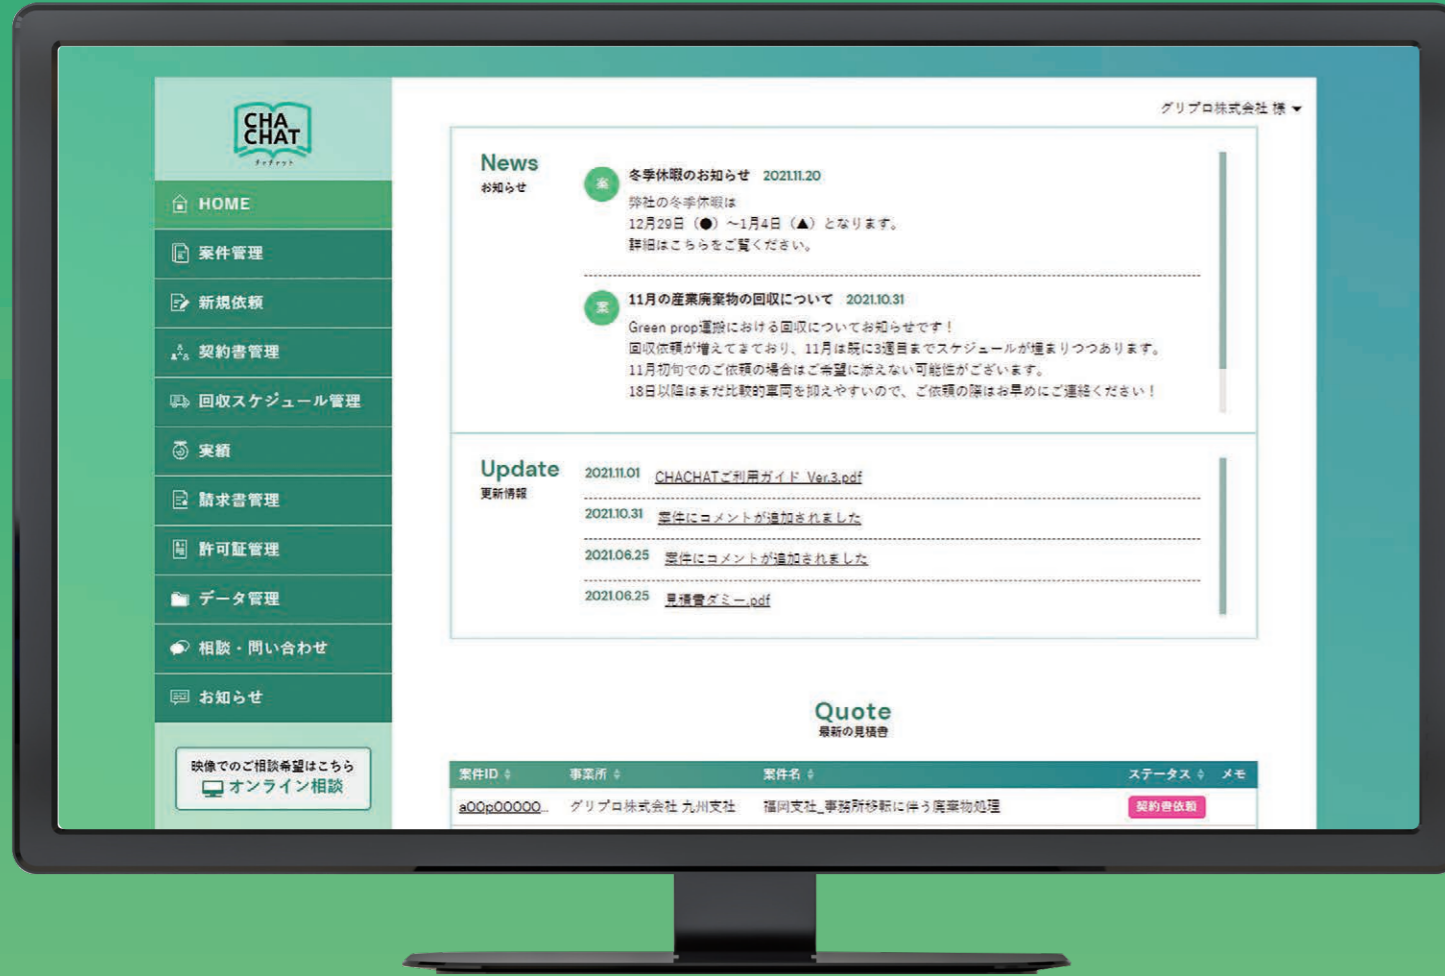 CHA
CHAT
チャチャット
HOME
案件管理
新規依頼
契約書管理
回収スケジュール管理
実績
請求書管理
許可証管理
データ管理
相談・問い合わせ
お知らせ
映像でのご相談希望はこちら
オンライン相談
グリプロ株式会社 様
News
お知らせ
案 冬季休暇のお知らせ 2021.11.20
弊社の冬季休暇は
12月29日（●）～1月4日（▲）となります。
詳細はこちらをご覧ください。
案 11月の産業廃棄物の回収について 2021.10.31
Green prop運搬における回収についてお知らせです！
回収依頼が増えてきており、11月は既に3週目までスケジュールが埋まりつつあります。
11月初旬でのご依頼の場合はご希望に添えない可能性がございます。
18日以降はまだ比較的車両を抑えやすいので、ご依頼の際はお早めにご連絡ください！
Update
更新情報
2021.11.01 CHACHATご利用ガイド_Ver.3.pdf
2021.10.31 案件にコメントが追加されました
2021.06.25 案件にコメントが追加されました
2021.06.25 見積書ダミー.pdf
Quote
最新の見積書
案件ID 事業所 案件名 ステータス メモ
a00p00000... グリプロ株式会社 九州支社 福岡支社_事務所移転に伴う廃棄物処理 契約書依頼